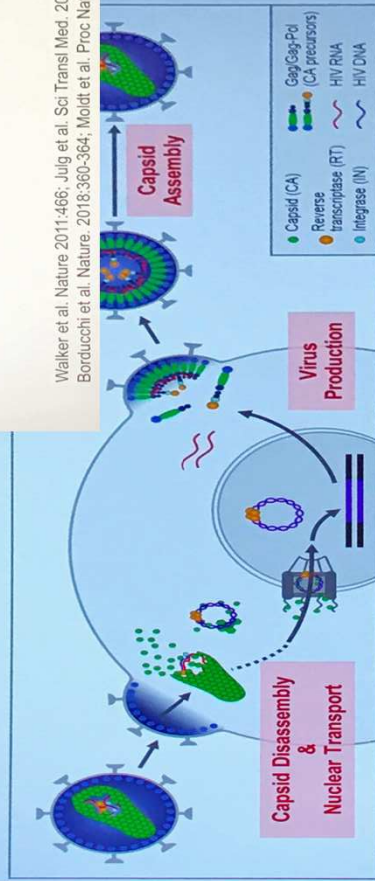 Walker et al. Nature 2011:466; Julg et al. Sci Transl Med. 20
Borducchi et al. Nature. 2018:360-364; Moldt et al. Proc Na
Capsid
Assembly
Capsid Disassembly
&
Nuclear Transport
Virus
Production
Capsid (CA)
Reverse
transcriptase (RT)
Integrase (IN)
Gag/Gag-Pol
(CA precursors)
HIV RNA
HIV DNA